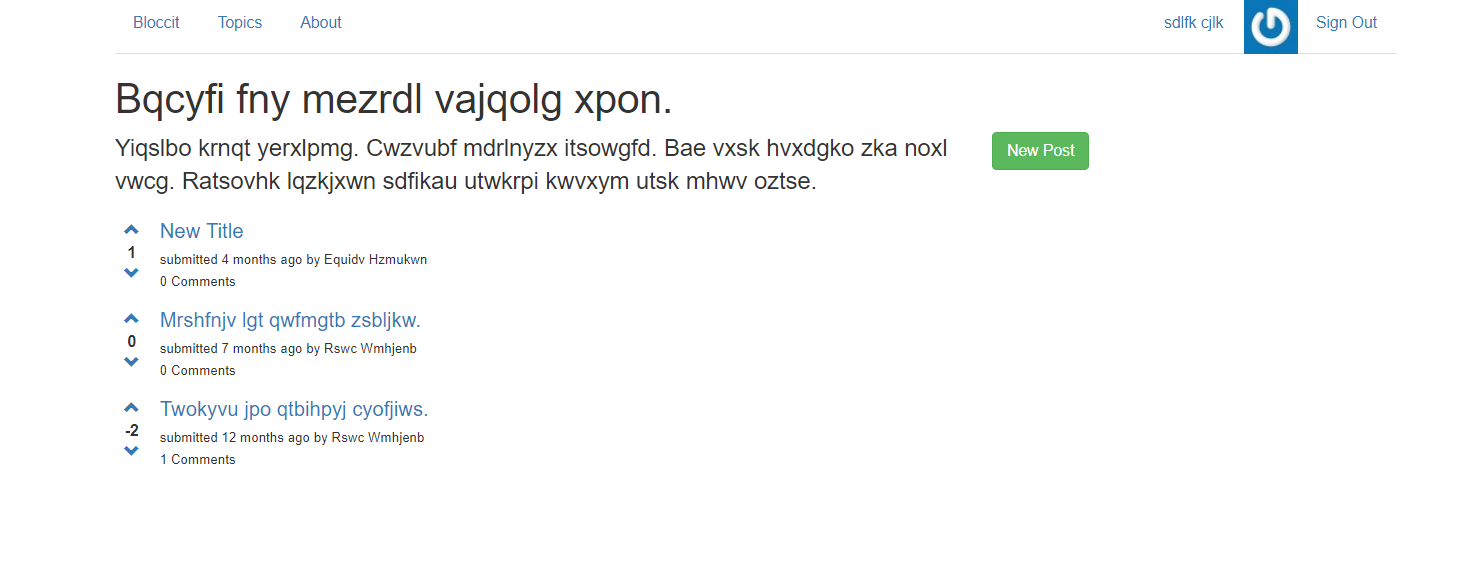 Bloccit Topics About sdlfk cjlk Sign Out
Bqcyfi fny mezrdl vajqolg xpon.
Yiqslbo krnqt yerxlpmg. Cwzvubf mdrlnyzx itsowgfd. Bae vxsk hvxdgko zka noxl
vwcg. Ratsovhk lqzkjxwn sdfikau utwkrpi kwvxym utsk mhwv oztse.
New Post
New Title
1
submitted 4 months ago by Equidv Hzmukwn
0 Comments
Mrshfnjv lgt qwfmgtb zsbljkw.
0
submitted 7 months ago by Rswc Wmhjenb
0 Comments
Twokyvu jpo qtbihpyj cyofjiws.
-2
submitted 12 months ago by Rswc Wmhjenb
1 Comments